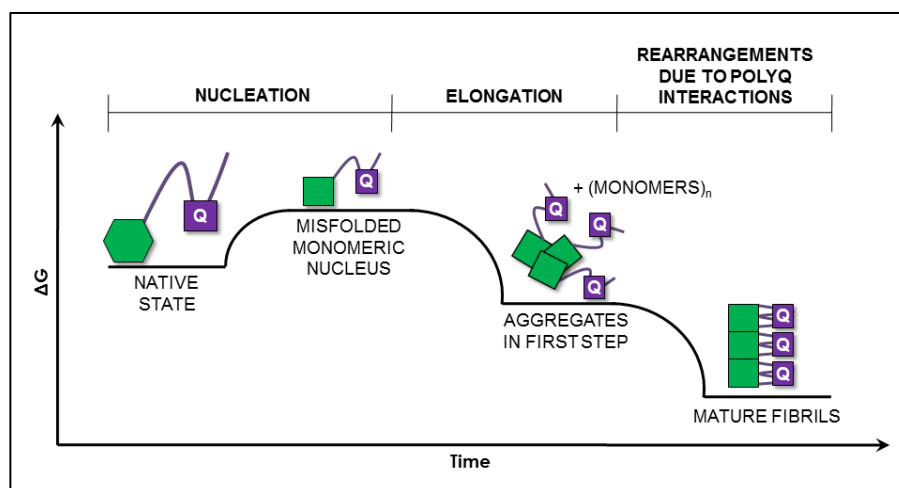 REARRANGEMENTS
DUE TO POLYQ
INTERACTIONS
NUCLEATION
ELONGATION
Q
NATIVE
STATE
Q
MISFOLDED
MONOMERIC
NUCLEUS
+ (MONOMERS)n
Q
Q
Q
AGGREGATES
IN FIRST STEP
Q
Q
Q
MATURE FIBRILS
ΔG
Time